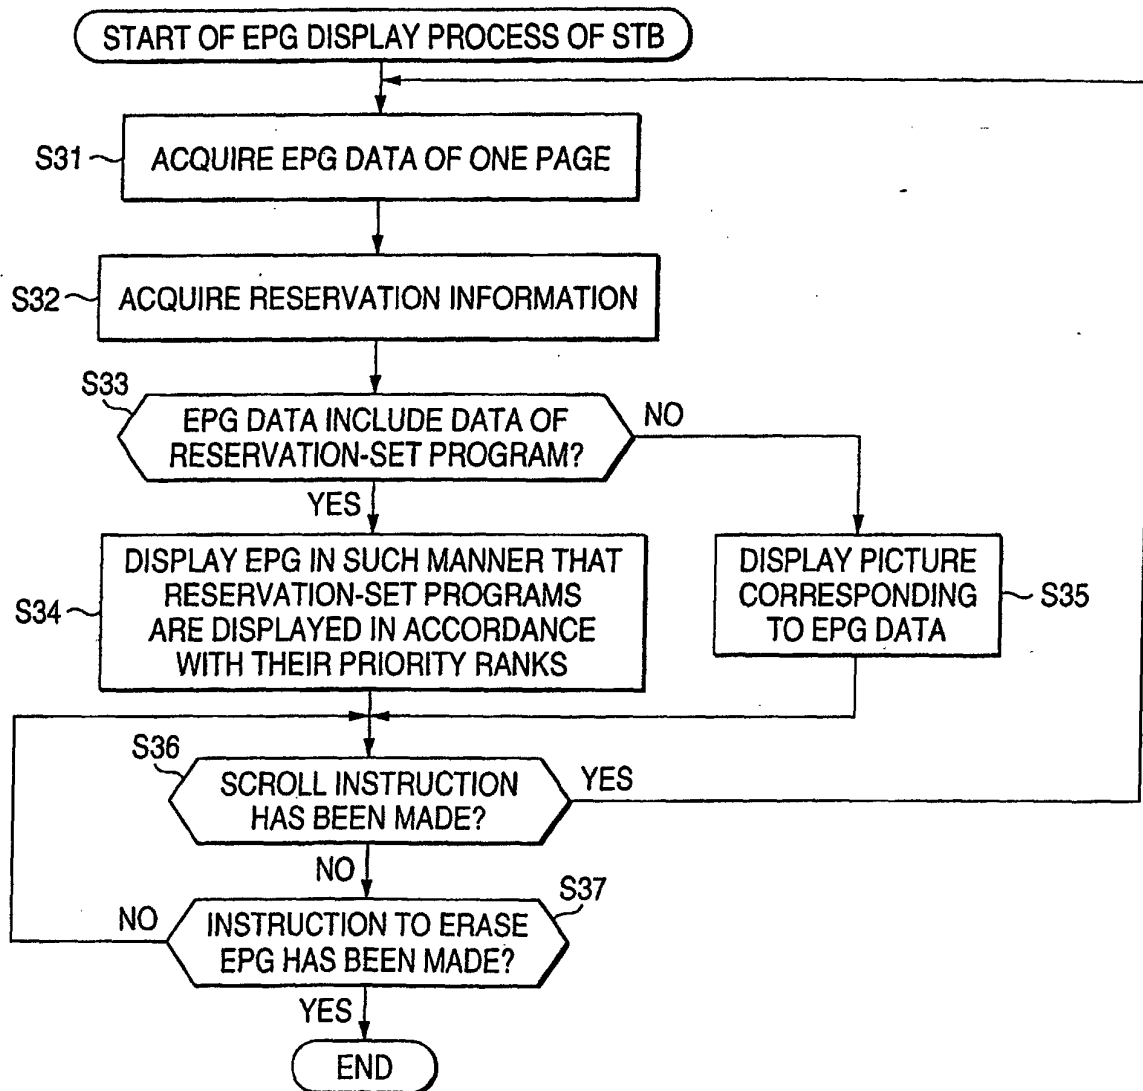 START OF EPG DISPLAY PROCESS OF STB
S31
ACQUIRE EPG DATA OF ONE PAGE
S32
ACQUIRE RESERVATION INFORMATION
S33
EPG DATA INCLUDE DATA OF
RESERVATION-SET PROGRAM?
NO
YES
S34
DISPLAY EPG IN SUCH MANNER THAT
RESERVATION-SET PROGRAMS
ARE DISPLAYED IN ACCORDANCE
WITH THEIR PRIORITY RANKS
DISPLAY PICTURE
CORRESPONDING
TO EPG DATA
S35
S36
SCROLL INSTRUCTION
HAS BEEN MADE?
YES
NO
S37
INSTRUCTION TO ERASE
EPG HAS BEEN MADE?
NO
YES
END